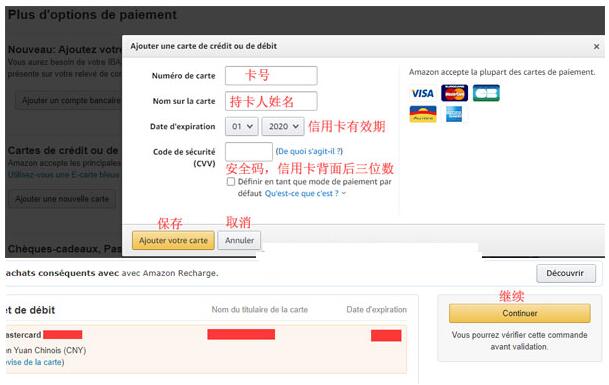 Plus d'options de paiement
Ajouter une carte de crédit ou de débit
×
Nouveau: Ajoutez votr
Vous aurez besoin de votre IBA
présente sur votre relevé de con
Ajouter un compte bancaire
Numéro de carte
卡号
Nom sur la carte
持卡人姓名
Date d'expiration
01
2020
信用卡有效期
Code de sécurité
(CVV)
(De quoi s'agit-il ?)
安全码，信用卡背面后三位数
Définir en tant que mode de paiement par
défaut Qu'est-ce que c'est ?
Amazon accepte la plupart des cartes de paiement.
VISA
MasterCard
CB
Aurore
Cartes de crédit ou de
Amazon accepte les principales
Utilisez-vous une E-carte bleue
Ajouter une nouvelle carte
保存
取消
Ajouter votre carte
Annuler
Chèques-cadeaux, Pas
achats conséquents avec avec Amazon Recharge.
Découvrir
et de débit
Nom du titulaire de la carte
Date d'expiration
astercard
an Yuan Chinois (CNY)
evise de la carte)
继续
Continuer
Vous pourrez vérifier cette commande
avant validation.